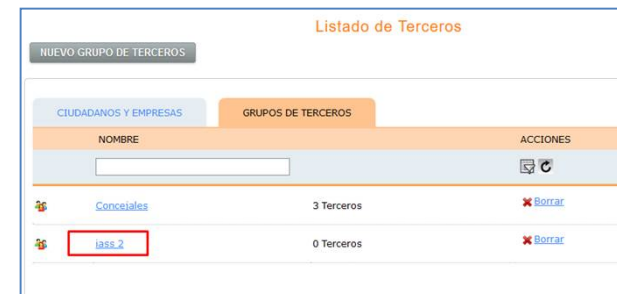 Listado de Terceros
NUEVO GRUPO DE TERCEROS
CIUDADANOS Y EMPRESAS GRUPOS DE TERCEROS
NOMBRE ACCIONES
Concejales 3 Terceros Borrar
iass 2 0 Terceros Borrar